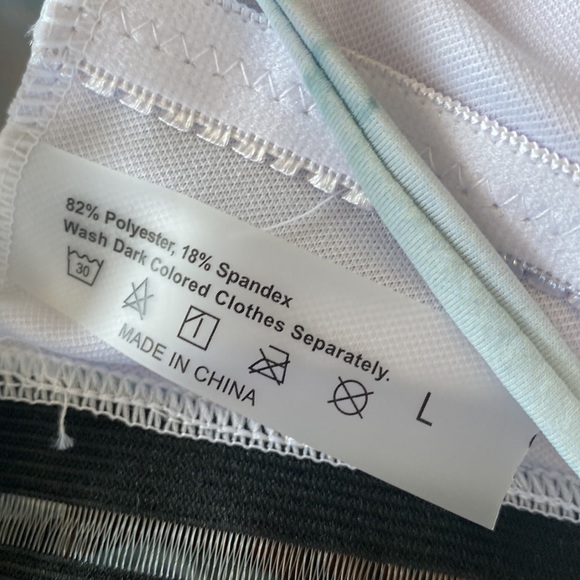 82% Polyester, 18% Spandex
Wash Dark Colored Clothes Separately.
30
L
MADE IN CHINA